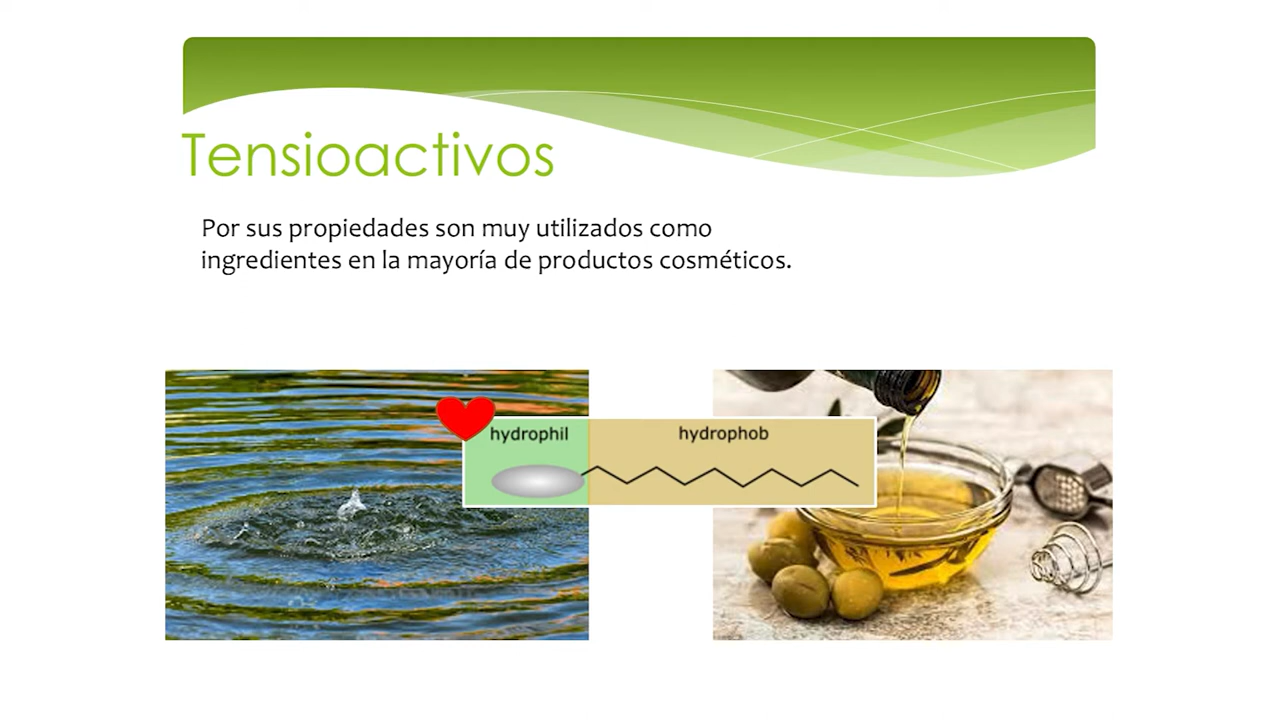 Tensioactivos
Por sus propiedades son muy utilizados como
ingredientes en la mayoría de productos cosméticos.
hydrophil
hydrophob